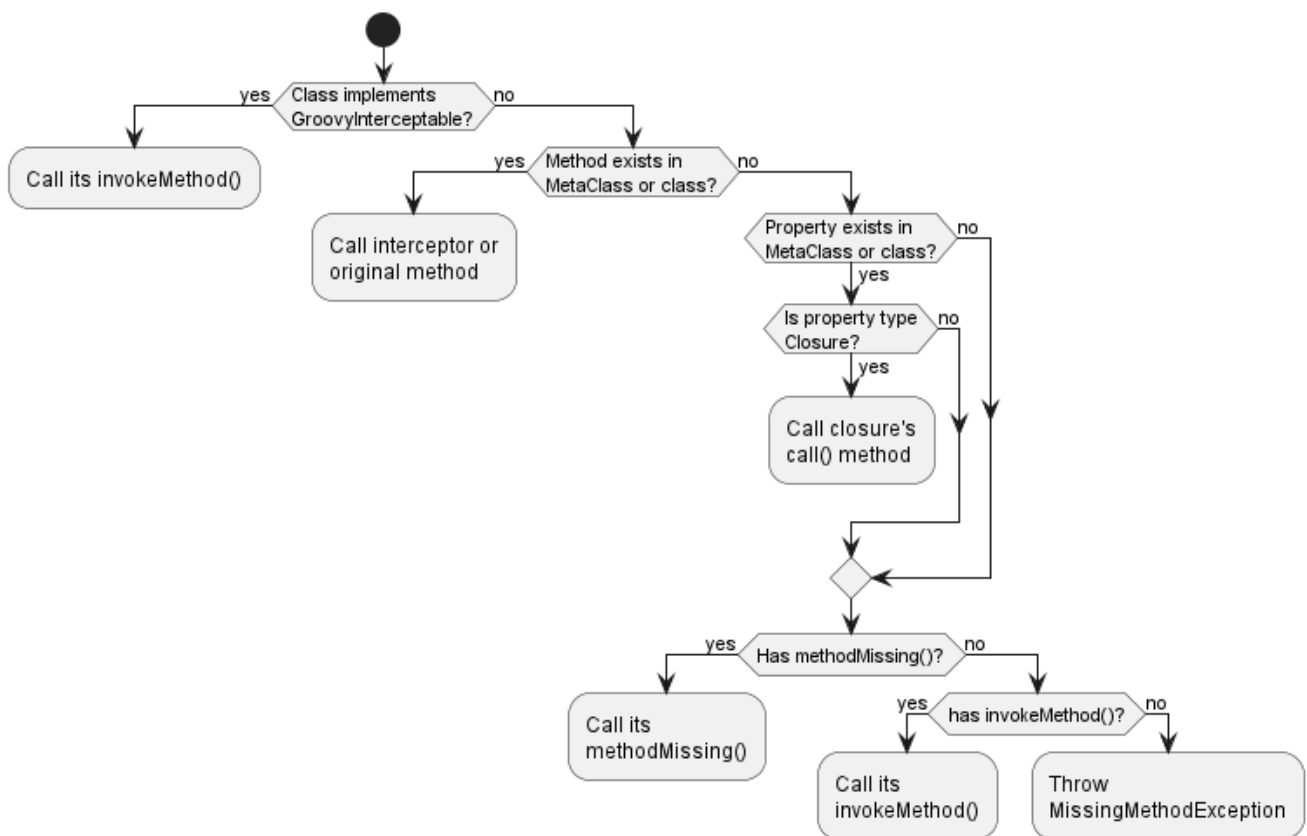 yes
Class implements
GroovyInterceptable?
no
Call its invokeMethod()
yes
Method exists in
MetaClass or class?
no
Call interceptor or
original method
Property exists in
MetaClass or class?
no
yes
Is property type
Closure?
no
yes
Call closure's
call() method
yes
Has methodMissing()?
no
Call its
methodMissing()
yes
has invokeMethod()?
no
Call its
invokeMethod()
Throw
MissingMethodException